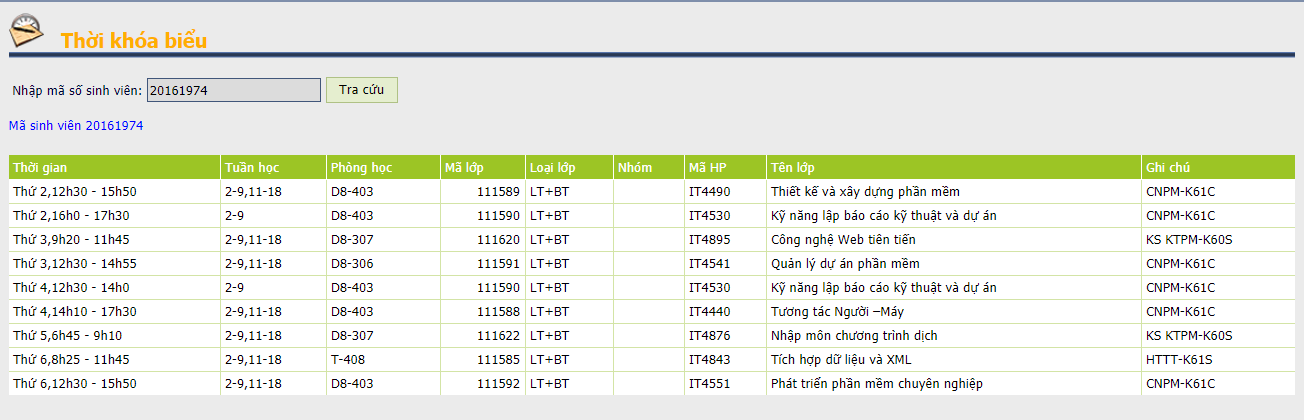 Thời khóa biểu
Nhập mã số sinh viên: 20161974 Tra cứu
Mã sinh viên 20161974
Thời gian Tuần học Phòng học Mã lớp Loại lớp Nhóm Mã HP Tên lớp Ghi chú
Thứ 2,12h30 - 15h50 2-9,11-18 D8-403 111589 LT+BT IT4490 Thiết kế và xây dựng phần mềm CNPM-K61C
Thứ 2,16h0 - 17h30 2-9 D8-403 111590 LT+BT IT4530 Kỹ năng lập báo cáo kỹ thuật và dự án CNPM-K61C
Thứ 3,9h20 - 11h45 2-9,11-18 D8-307 111620 LT+BT IT4895 Công nghệ Web tiên tiến KS KTPM-K60S
Thứ 3,12h30 - 14h55 2-9,11-18 D8-306 111591 LT+BT IT4541 Quản lý dự án phần mềm CNPM-K61C
Thứ 4,12h30 - 14h0 2-9 D8-403 111590 LT+BT IT4530 Kỹ năng lập báo cáo kỹ thuật và dự án CNPM-K61C
Thứ 4,14h10 - 17h30 2-9,11-18 D8-403 111588 LT+BT IT4440 Tương tác Người –Máy CNPM-K61C
Thứ 5,6h45 - 9h10 2-9,11-18 D8-307 111622 LT+BT IT4876 Nhập môn chương trình dịch KS KTPM-K60S
Thứ 6,8h25 - 11h45 2-9,11-18 T-408 111585 LT+BT IT4843 Tích hợp dữ liệu và XML HTTT-K61S
Thứ 6,12h30 - 15h50 2-9,11-18 D8-403 111592 LT+BT IT4551 Phát triển phần mềm chuyên nghiệp CNPM-K61C